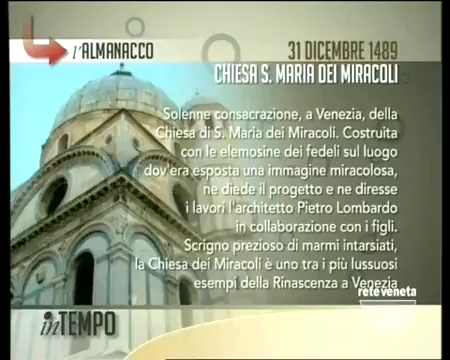 l'ALMANACCO
31 DICEMBRE 1489
CHIESA S. MARIA DEI MIRACOLI
Solenne consacrazione, a Venezia, della
Chiesa di S. Maria dei Miracoli. Costruita
con le elemosine dei fedeli sul luogo
dov'era esposta una immagine miracolosa,
ne diede il progetto e ne diresse
i lavori l'architetto Pietro Lombardo
in collaborazione con i figli.
Scrigno prezioso di marmi intarsiati,
la Chiesa dei Miracoli è uno tra i più lussuosi
esempi della Rinascenza a Venezia
reteveneta
inTEMPO